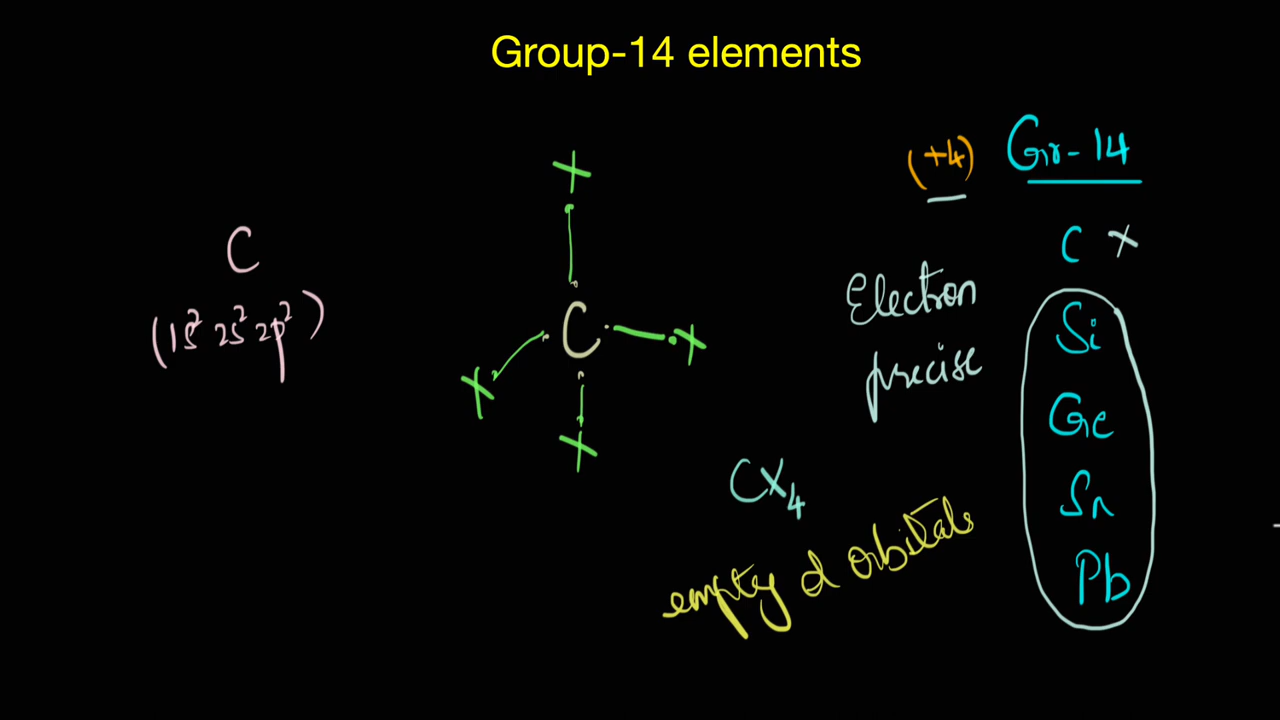 Group-14 elements
(+4) Gr-14
C x
Si
Ge
Sn
Pb
Electron
precise
C
(1s² 2s² 2p²)
X
C
X
X
X
CX₄
empty d orbitals